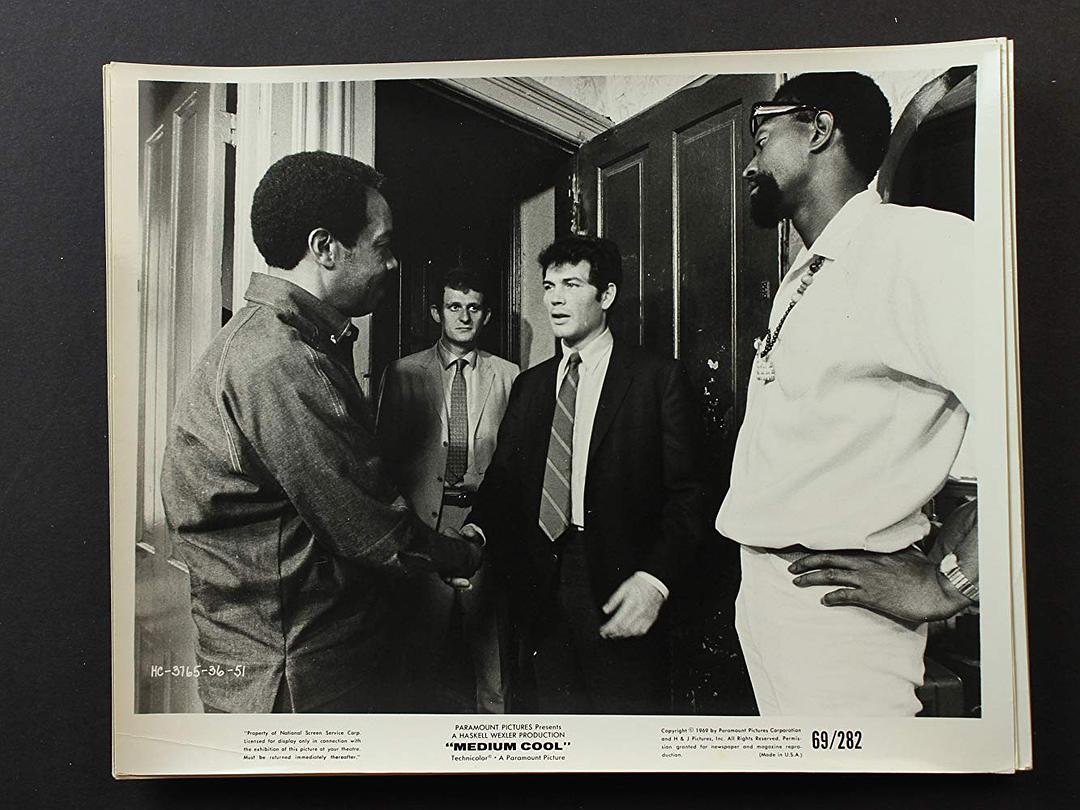 HC-3765-36-51
"Property of National Screen Service Corp.
Licensed for display only in connection with
the exhibition of this picture at your theatre.
Must be returned immediately thereafter."
PARAMOUNT PICTURES Presents
A HASKELL WEXLER PRODUCTION
"MEDIUM COOL"
Technicolor® • A Paramount Picture
Copyright © 1969 by Paramount Pictures Corporation
and H & J Pictures, Inc. All Rights Reserved. Permis-
sion granted for newspaper and magazine repro-
duction. (Made in U.S.A.)
69/282